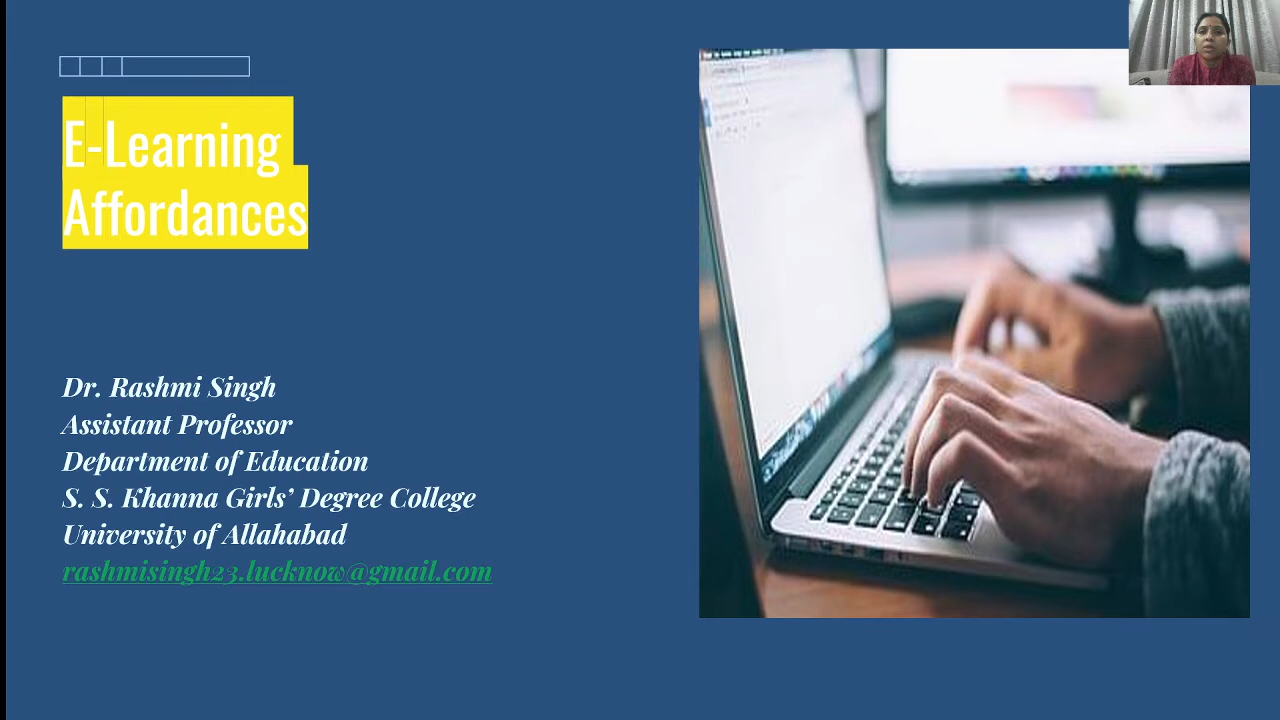 E-Learning
Affordances
Dr. Rashmi Singh
Assistant Professor
Department of Education
S. S. Khanna Girls’ Degree College
University of Allahabad
rashmisingh23.lucknow@gmail.com